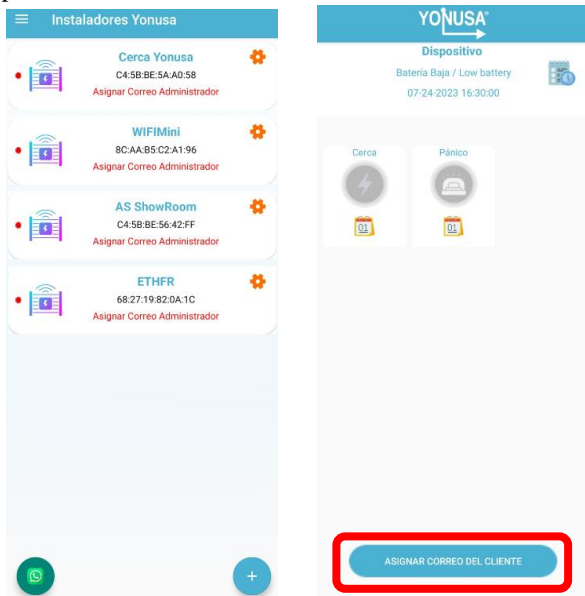 Instaladores Yonusa
Cerca Yonusa
C4:5B:BE:5A:A0:58
Asignar Correo Administrador
WIFIMini
8C:AA:B5:C2:A1:96
Asignar Correo Administrador
AS ShowRoom
C4:5B:BE:56:42:FF
Asignar Correo Administrador
ETHFR
68:27:19:82:0A:1C
Asignar Correo Administrador
+
YONUSA®
Dispositivo
Batería Baja / Low battery
07-24-2023 16:30:00
Cerca
Pánico
01
01
ASIGNAR CORREO DEL CLIENTE